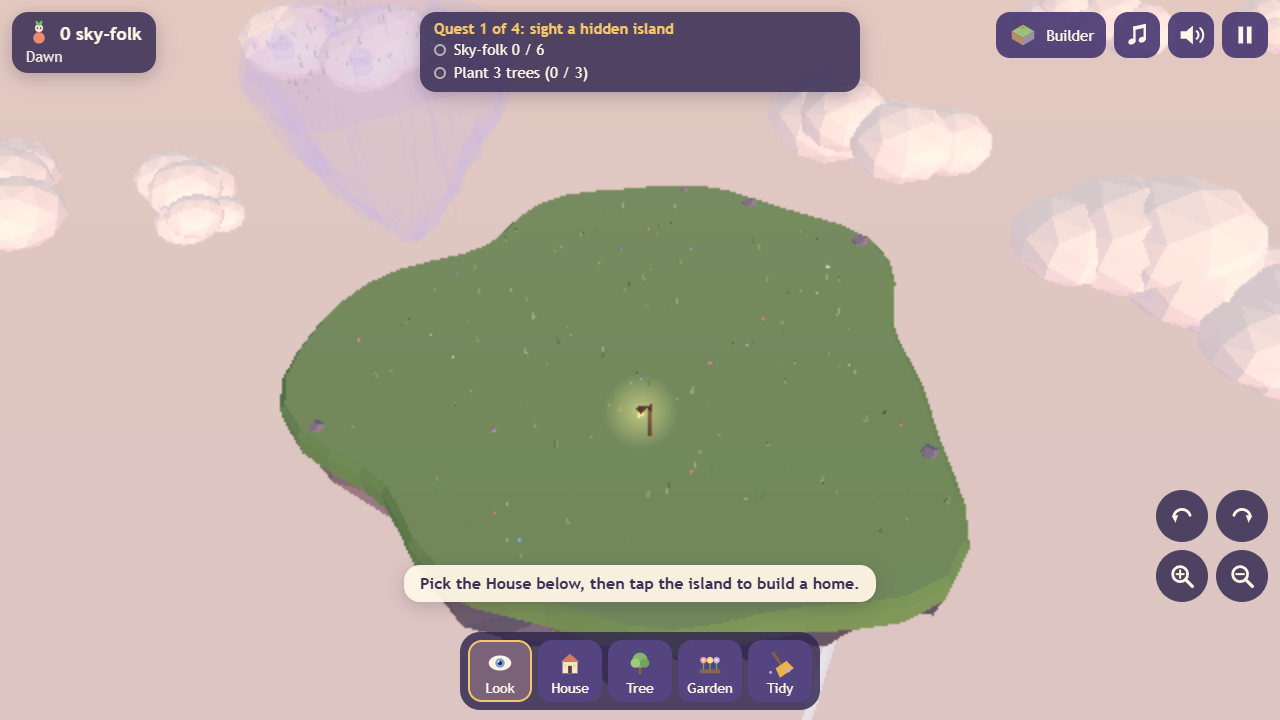 0 sky-folk
Dawn
Quest 1 of 4: sight a hidden island
Sky-folk 0 / 6
Plant 3 trees (0 / 3)
Builder
Pick the House below, then tap the island to build a home.
Look
House
Tree
Garden
Tidy